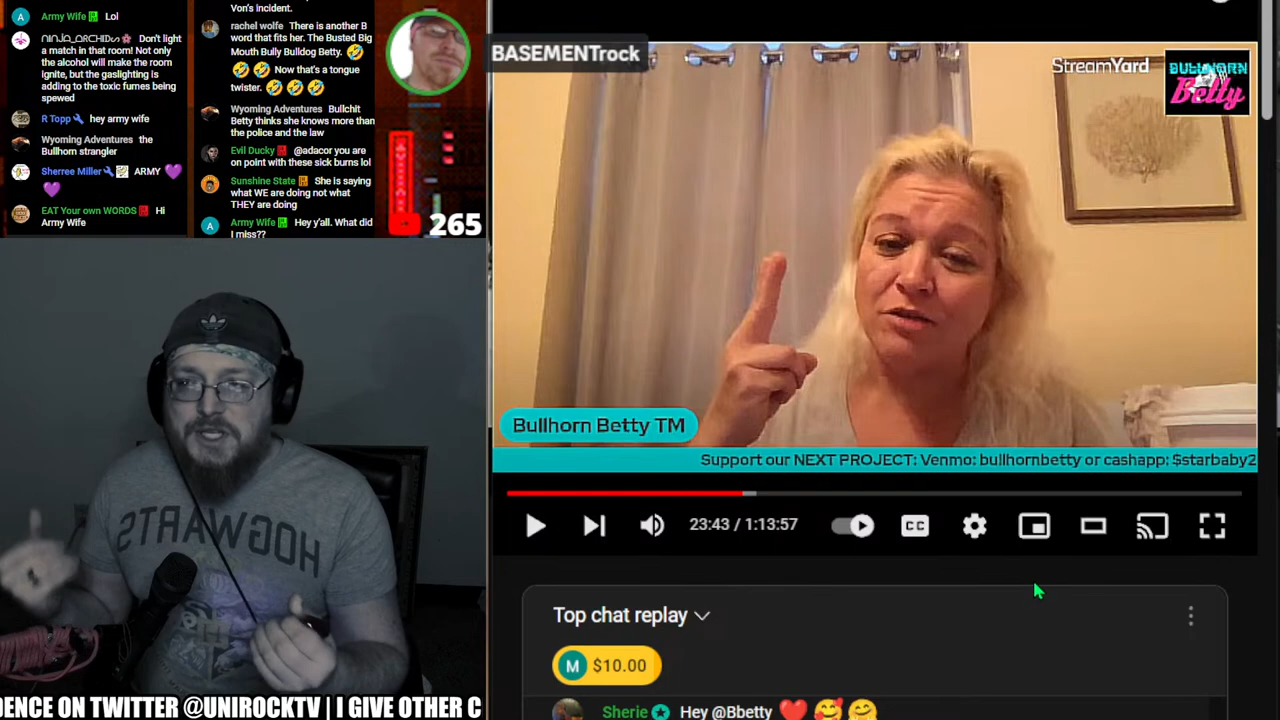 Army Wife Lol
Don't light
a match in that room! Not only
the alcohol will make the room
ignite, but the gaslighting is
adding to the toxic fumes being
spewed
R Topp hey army wife
Wyoming Adventures the
Bullhorn strangler
Sherree Miller ARMY 💜
💜
EAT Your own WORDS Hi
Army Wife
Von's Incident.
rachel wolfe There is another B
word that fits her. The Busted Big
Mouth Bully Bulldog Betty. 🤣
🤣 🤣 Now that's a tongue
twister. 🤣 🤣 🤣
Wyoming Adventures Bullchit
Betty thinks she knows more than
the police and the law
Evil Ducky @adacor you are
on point with these sick burns lol
Sunshine State She is saying
what WE are doing not what
THEY are doing
Army Wife Hey y'all. What did
I miss??
265
BASEMENTrock
StreamYard
BULLHORN
Betty
HOGWARTS
Bullhorn Betty TM
Support our NEXT PROJECT: Venmo: bullhornbetty or cashapp: $starbaby2
23:43 / 1:13:57
CC
Top chat replay
M $10.00
Sherie Hey @Bbetty ❤️ 🥰 🤗
DENCE ON TWITTER @UNIROCKTV | I GIVE OTHER C